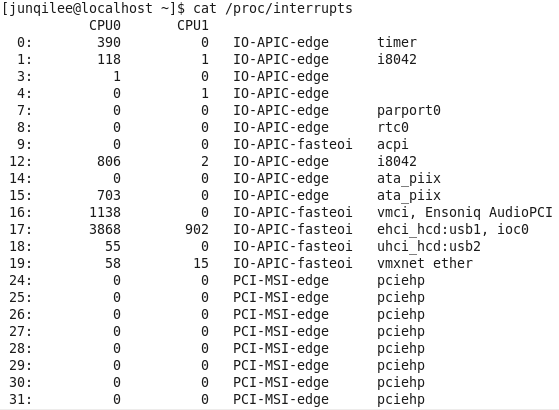 [junqilee@localhost ~]$ cat /proc/interrupts
           CPU0       CPU1
  0:        390          0   IO-APIC-edge      timer
  1:        118          1   IO-APIC-edge      i8042
  3:          1          0   IO-APIC-edge
  4:          0          1   IO-APIC-edge
  7:          0          0   IO-APIC-edge      parport0
  8:          0          0   IO-APIC-edge      rtc0
  9:          0          0   IO-APIC-fasteoi   acpi
 12:        806          2   IO-APIC-edge      i8042
 14:          0          0   IO-APIC-edge      ata_piix
 15:        703          0   IO-APIC-edge      ata_piix
 16:       1138          0   IO-APIC-fasteoi   vmci, Ensoniq AudioPCI
 17:       3868        902   IO-APIC-fasteoi   ehci_hcd:usb1, ioc0
 18:         55          0   IO-APIC-fasteoi   uhci_hcd:usb2
 19:         58         15   IO-APIC-fasteoi   vmxnet ether
 24:          0          0   PCI-MSI-edge      pciehp
 25:          0          0   PCI-MSI-edge      pciehp
 26:          0          0   PCI-MSI-edge      pciehp
 27:          0          0   PCI-MSI-edge      pciehp
 28:          0          0   PCI-MSI-edge      pciehp
 29:          0          0   PCI-MSI-edge      pciehp
 30:          0          0   PCI-MSI-edge      pciehp
 31:          0          0   PCI-MSI-edge      pciehp